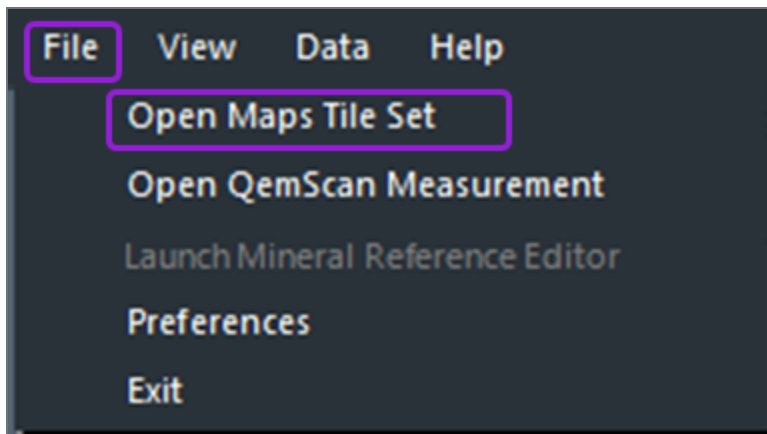 File View Data Help
Open Maps Tile Set
Open QemScan Measurement
Launch Mineral Reference Editor
Preferences
Exit